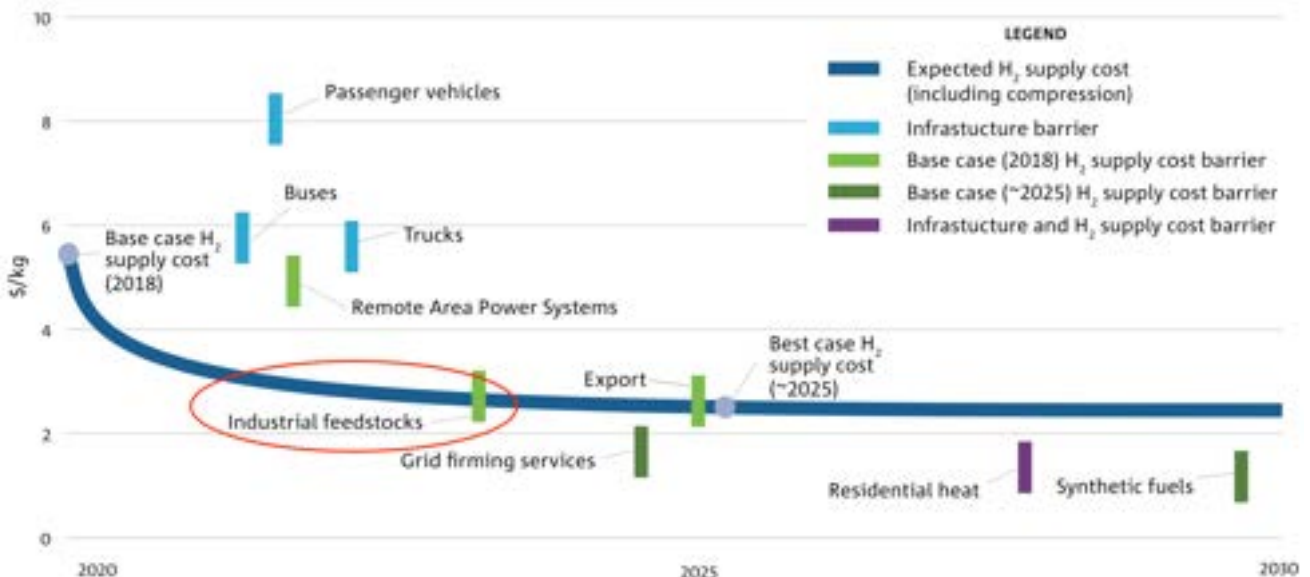 10
8
6
4
2
0
$/kg
2020
2025
2030
LEGEND
Expected H₂ supply cost
(including compression)
Infrastucture barrier
Base case (2018) H₂ supply cost barrier
Base case (~2025) H₂ supply cost barrier
Infrastructure and H₂ supply cost barrier
Passenger vehicles
Buses
Base case H₂
supply cost
(2018)
Trucks
Remote Area Power Systems
Best case H₂
supply cost
(~2025)
Export
Industrial feedstocks
Grid firming services
Residential heat
Synthetic fuels